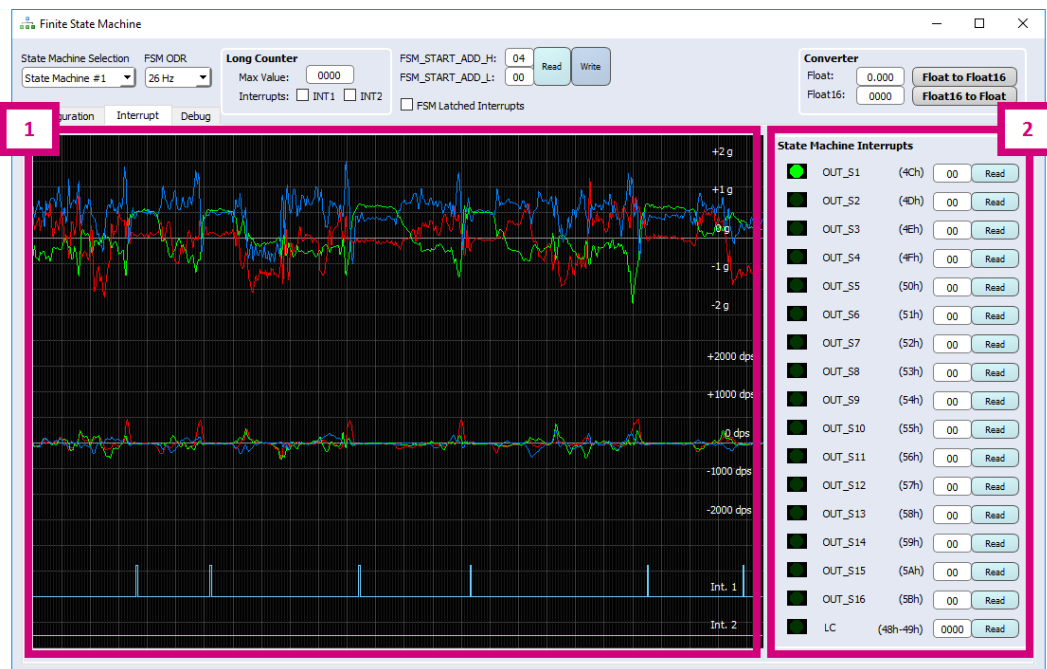 Finite State Machine
State Machine Selection FSM ODR
State Machine #1 26 Hz
Long Counter
Max Value: 0000
Interrupts: INT1 INT2
FSM_START_ADD_H: 04
FSM_START_ADD_L: 00
Read Write
FSM Latched Interrupts
Converter
Float: 0.000 Float to Float16
Float16: 0000 Float16 to Float
Interrupt Debug
1
2
+2 g
+1 g
0 g
-1 g
-2 g
+2000 dps
+1000 dps
0 dps
-1000 dps
-2000 dps
Int. 1
Int. 2
State Machine Interrupts
OUT_S1 (4Ch) 00 Read
OUT_S2 (4Dh) 00 Read
OUT_S3 (4Eh) 00 Read
OUT_S4 (4Fh) 00 Read
OUT_S5 (50h) 00 Read
OUT_S6 (51h) 00 Read
OUT_S7 (52h) 00 Read
OUT_S8 (53h) 00 Read
OUT_S9 (54h) 00 Read
OUT_S10 (55h) 00 Read
OUT_S11 (56h) 00 Read
OUT_S12 (57h) 00 Read
OUT_S13 (58h) 00 Read
OUT_S14 (59h) 00 Read
OUT_S15 (5Ah) 00 Read
OUT_S16 (5Bh) 00 Read
LC (48h-49h) 0000 Read